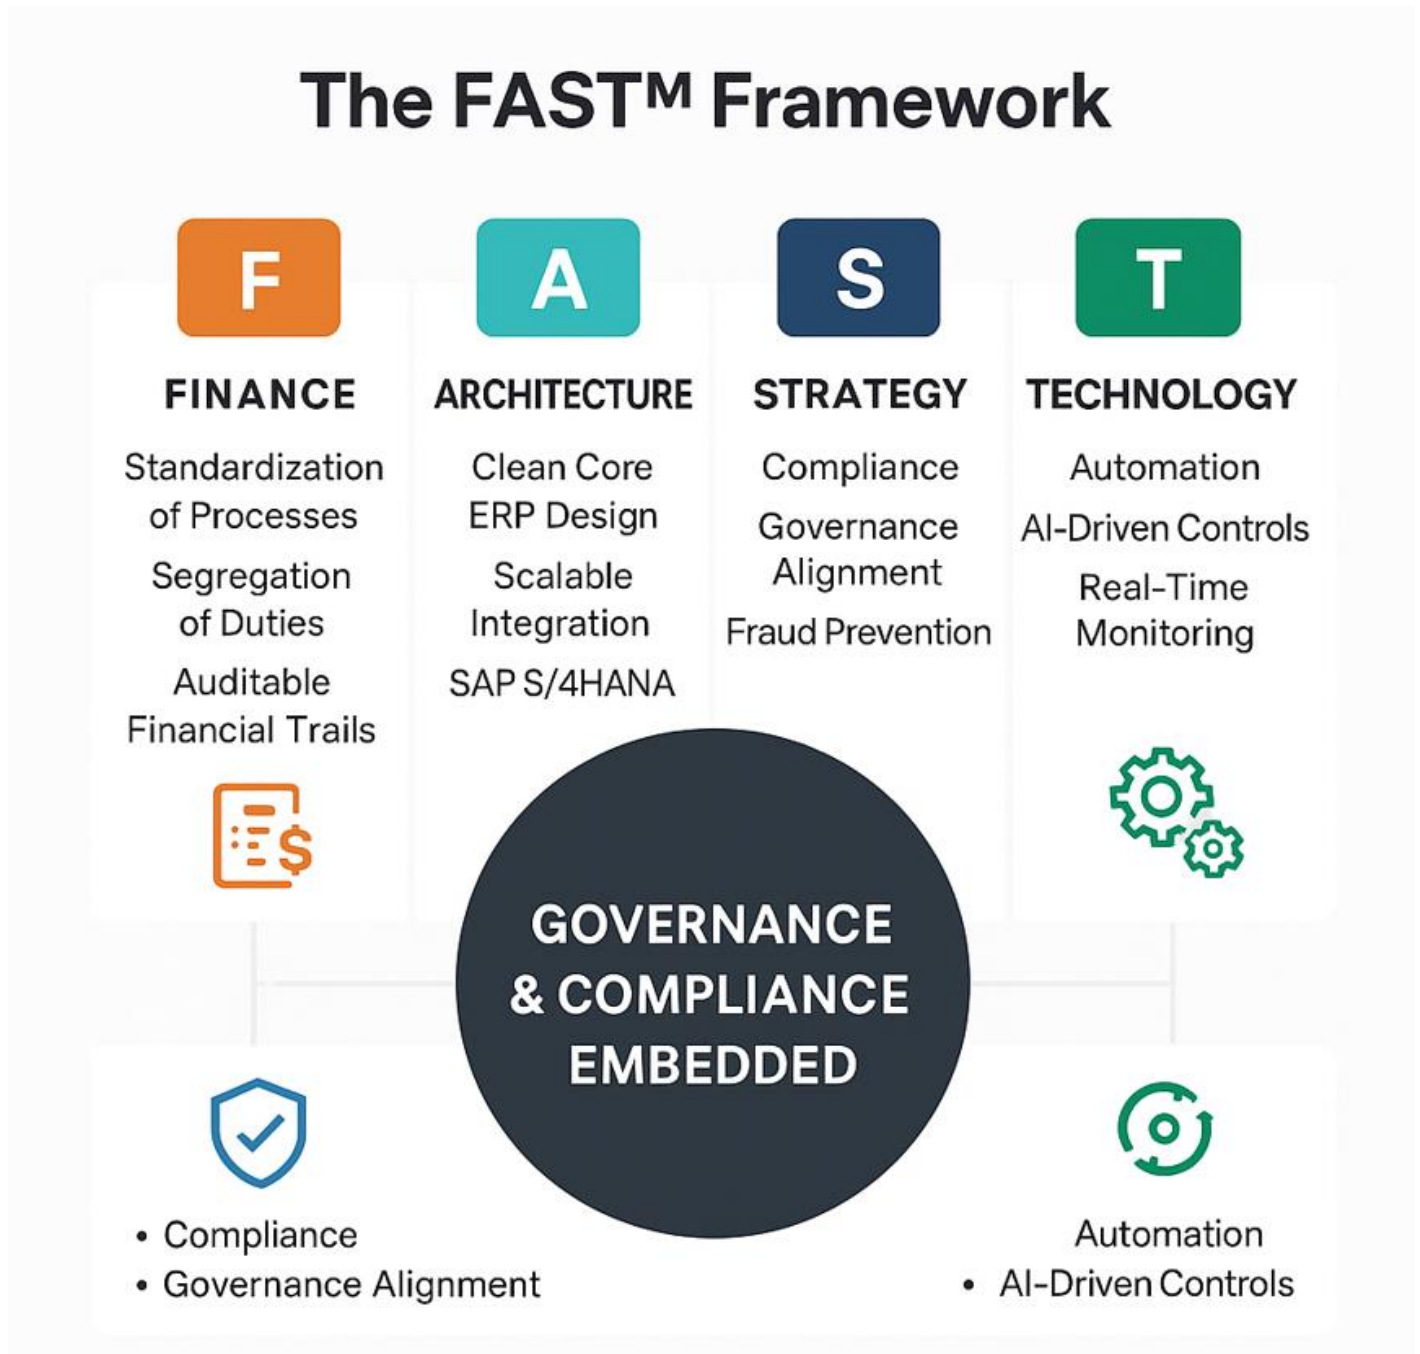 The FAST™ Framework
F
FINANCE
Standardization
of Processes
Segregation
of Duties
Auditable
Financial Trails
$
A
ARCHITECTURE
Clean Core
ERP Design
Scalable
Integration
SAP S/4HANA
S
STRATEGY
Compliance
Governance
Alignment
Fraud Prevention
T
TECHNOLOGY
Automation
AI-Driven Controls
Real-Time
Monitoring
GOVERNANCE
& COMPLIANCE
EMBEDDED
• Compliance
• Governance Alignment
Automation
• AI-Driven Controls